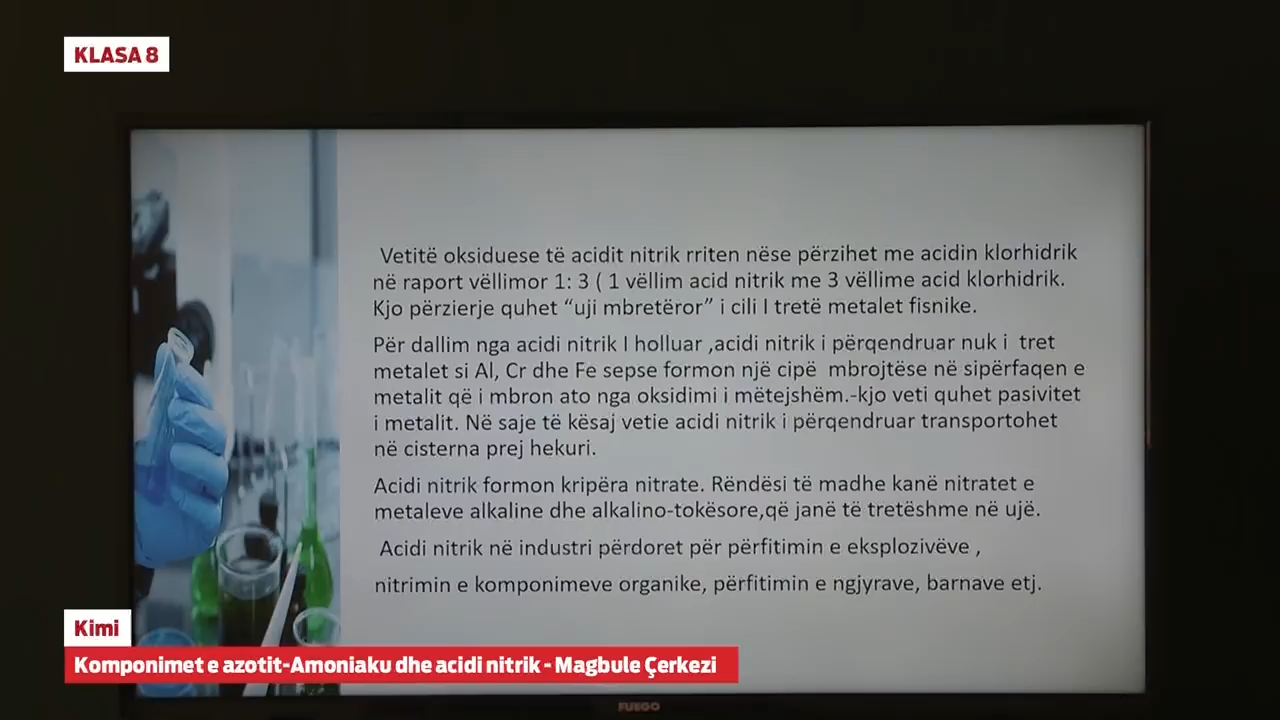 KLASA 8
Vetitë oksiduese të acidit nitrik rriten nëse përzihet me acidin klorhidrik
në raport vëllimor 1: 3 ( 1 vëllim acid nitrik me 3 vëllime acid klorhidrik.
Kjo përzierje quhet “uji mbretëror” i cili I tretë metalet fisnike.
Për dallim nga acidi nitrik I holluar ,acidi nitrik i përqendruar nuk i tret
metalet si Al, Cr dhe Fe sepse formon një cipë mbrojtëse në sipërfaqen e
metalit që i mbron ato nga oksidimi i mëtejshëm.-kjo veti quhet pasivitet
i metalit. Në saje të kësaj vetie acidi nitrik i përqendruar transportohet
në cisterna prej hekuri.
Acidi nitrik formon kripëra nitrate. Rëndësi të madhe kanë nitratet e
metaleve alkaline dhe alkalino-tokësore,që janë të tretëshme në ujë.
Acidi nitrik në industri përdoret për përfitimin e eksplozivëve ,
nitrimin e komponimeve organike, përfitimin e ngjyrave, barnave etj.
Kimi
Komponimet e azotit-Amoniaku dhe acidi nitrik - Magbule Çerkezi
FUEGO